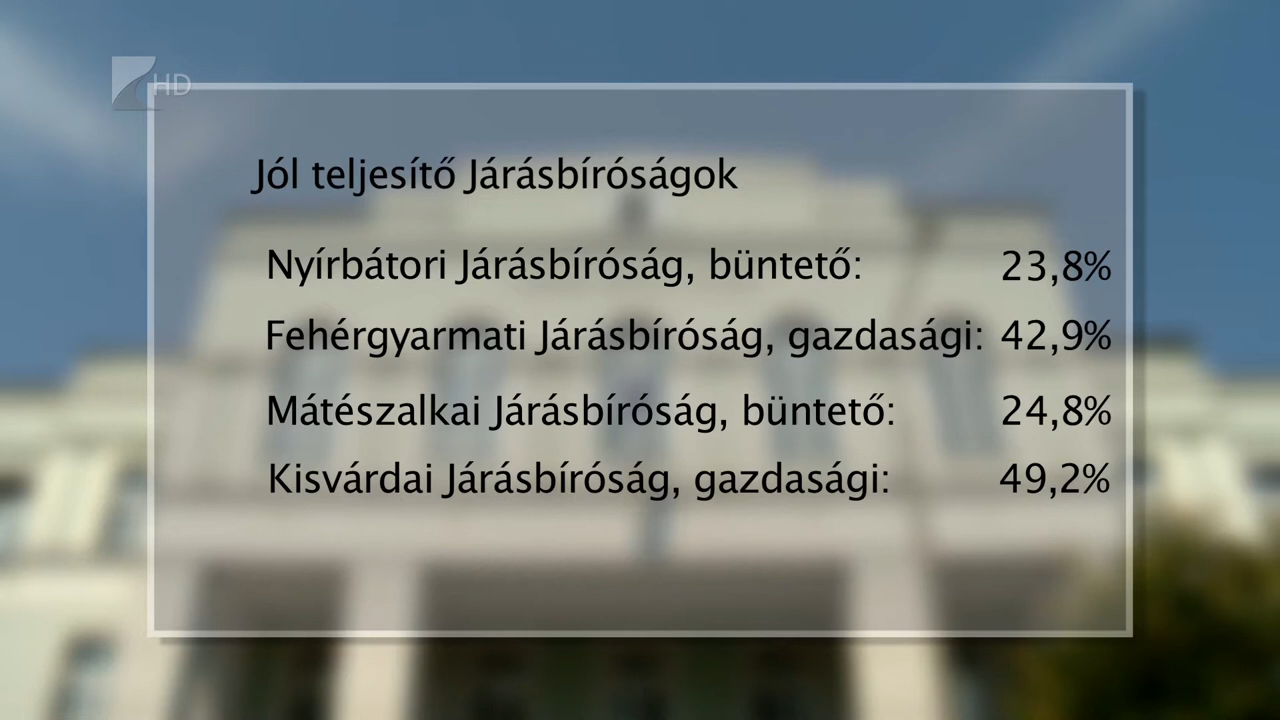 HD
Jól teljesítő Járásbíróságok
Nyírbátori Járásbíróság, büntető: 23,8%
Fehérgyarmati Járásbíróság, gazdasági: 42,9%
Mátészalkai Járásbíróság, büntető: 24,8%
Kisvárdai Járásbíróság, gazdasági: 49,2%